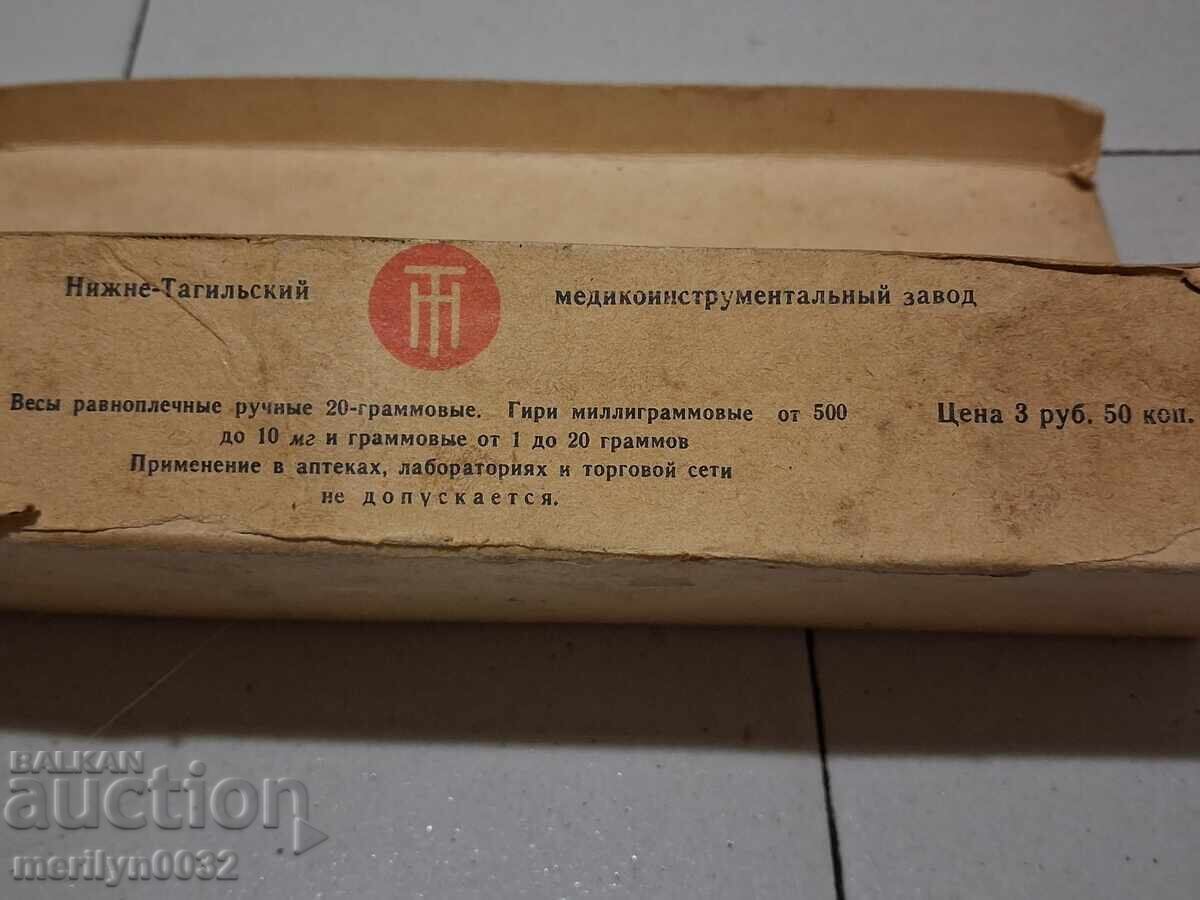 Нижне-Тагильский ТН медикоинструментальный завод
Весы равноплечные ручные 20-граммовые. Гири миллиграммовые от 500
до 10 мг и граммовые от 1 до 20 граммов
Применение в аптеках, лабораториях и торговой сети
не допускается.
Цена 3 руб. 50 коп.
BALKAN
auction
merilyn0032